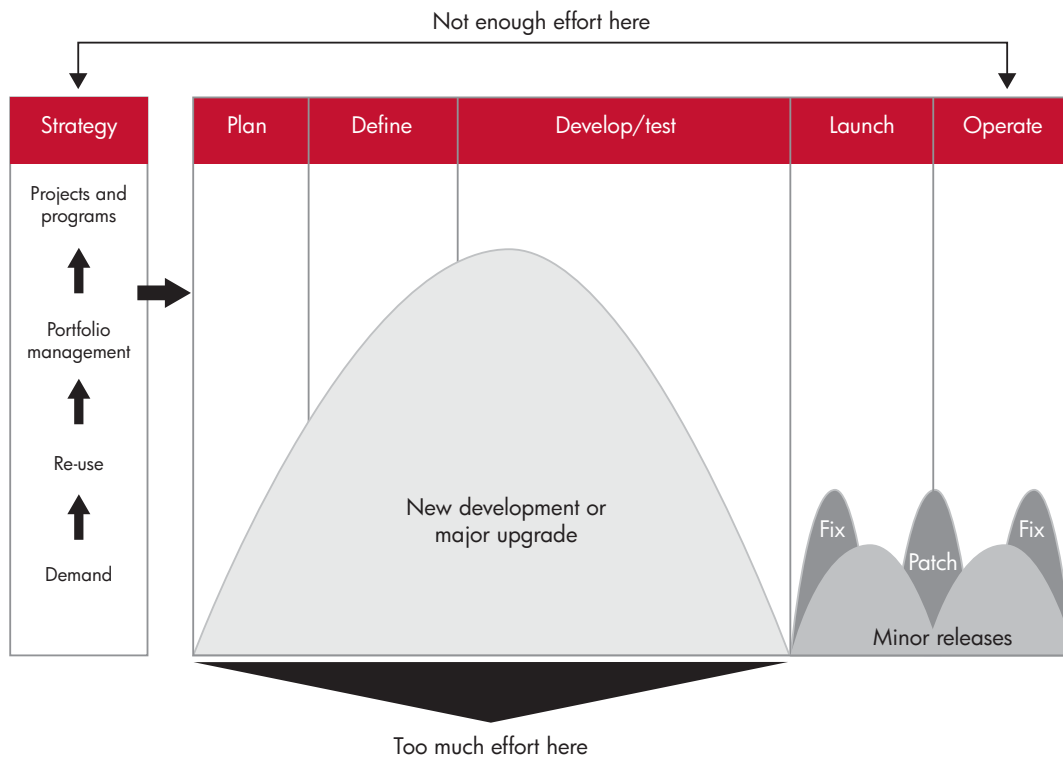 Not enough effort here
Strategy
Plan
Define
Develop/test
Launch
Operate
Projects and
programs
Portfolio
management
Re-use
Demand
New development or
major upgrade
Fix
Patch
Fix
Minor releases
Too much effort here